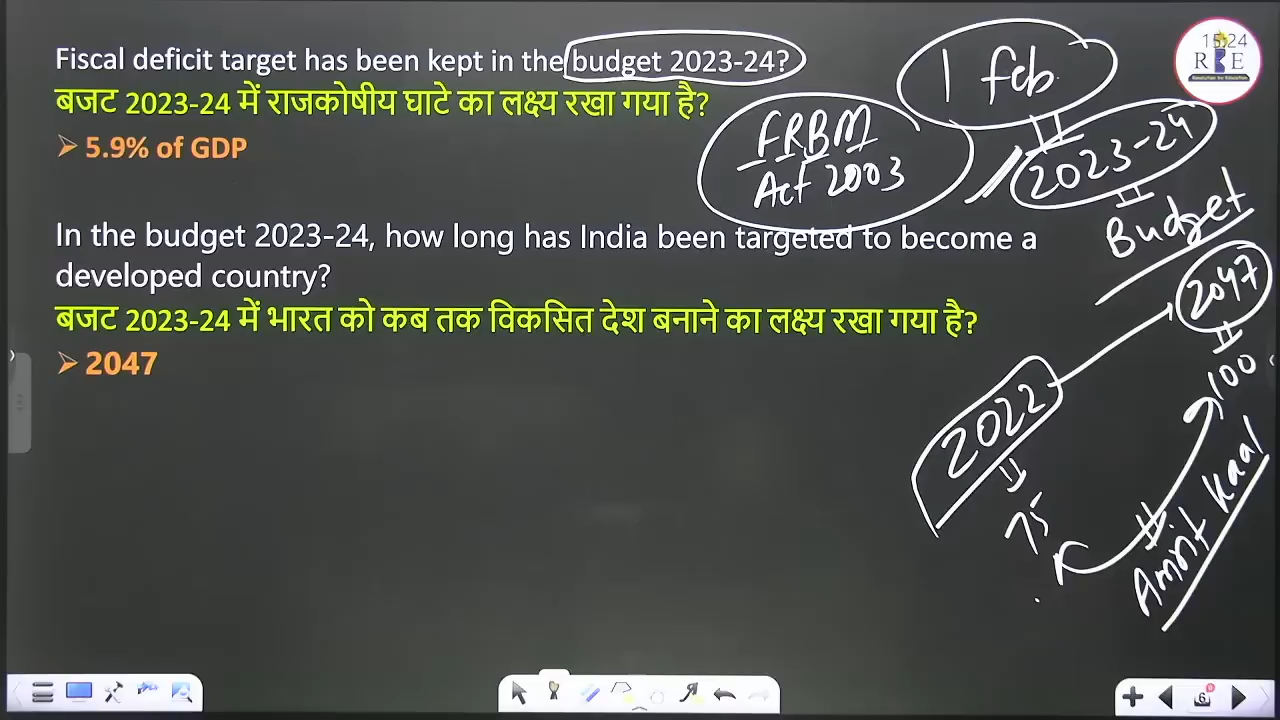 Fiscal deficit target has been kept in the budget 2023-24?
बजट 2023-24 में राजकोषीय घाटे का लक्ष्य रखा गया है?
➢ 5.9% of GDP
In the budget 2023-24, how long has India been targeted to become a
developed country?
बजट 2023-24 में भारत को कब तक विकसित देश बनाने का लक्ष्य रखा गया है?
➢ 2047
1 feb
FRBM
Act 2003
2023-24
Budget
2047
100
2022
75
Amrit Kaal
15:24
R E
6